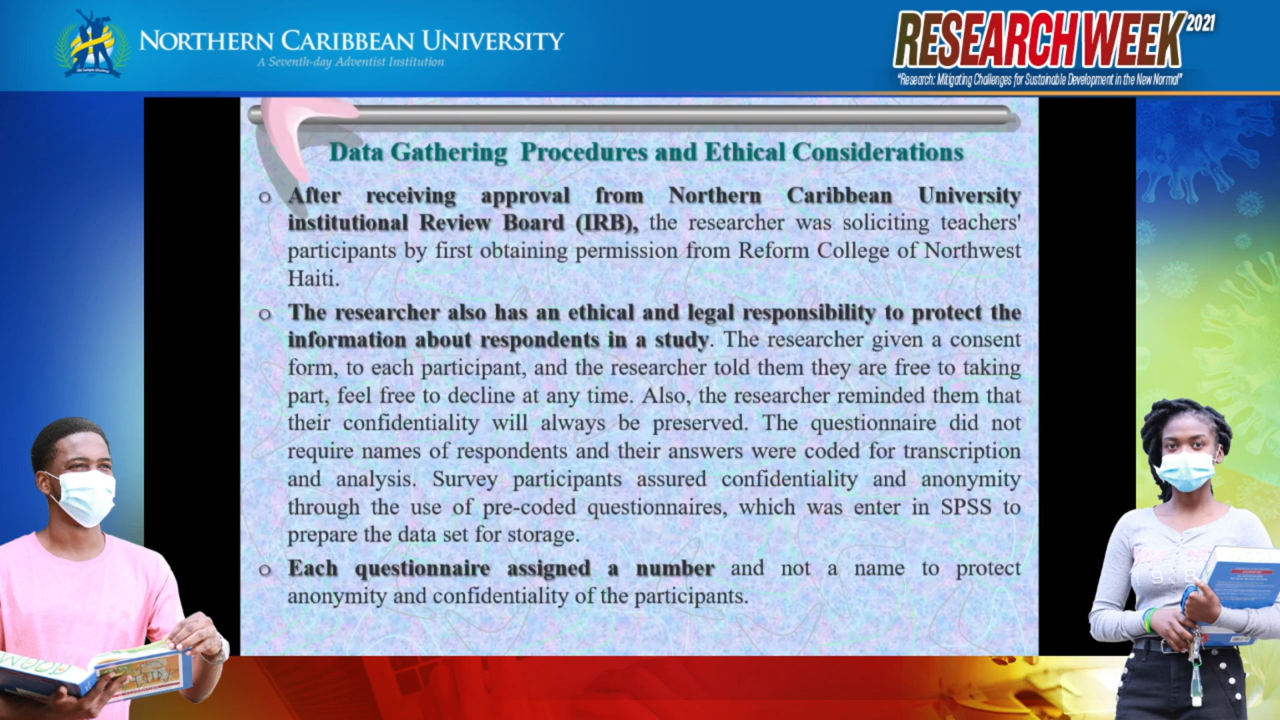 NORTHERN CARIBBEAN UNIVERSITY
A Seventh-day Adventist Institution
RESEARCH WEEK 2021
"Research: Mitigating Challenges for Sustainable Development in the New Normal"
Data Gathering Procedures and Ethical Considerations
o After receiving approval from Northern Caribbean University
institutional Review Board (IRB), the researcher was soliciting teachers'
participants by first obtaining permission from Reform College of Northwest
Haiti.
o The researcher also has an ethical and legal responsibility to protect the
information about respondents in a study. The researcher given a consent
form, to each participant, and the researcher told them they are free to taking
part, feel free to decline at any time. Also, the researcher reminded them that
their confidentiality will always be preserved. The questionnaire did not
require names of respondents and their answers were coded for transcription
and analysis. Survey participants assured confidentiality and anonymity
through the use of pre-coded questionnaires, which was enter in SPSS to
prepare the data set for storage.
o Each questionnaire assigned a number and not a name to protect
anonymity and confidentiality of the participants.